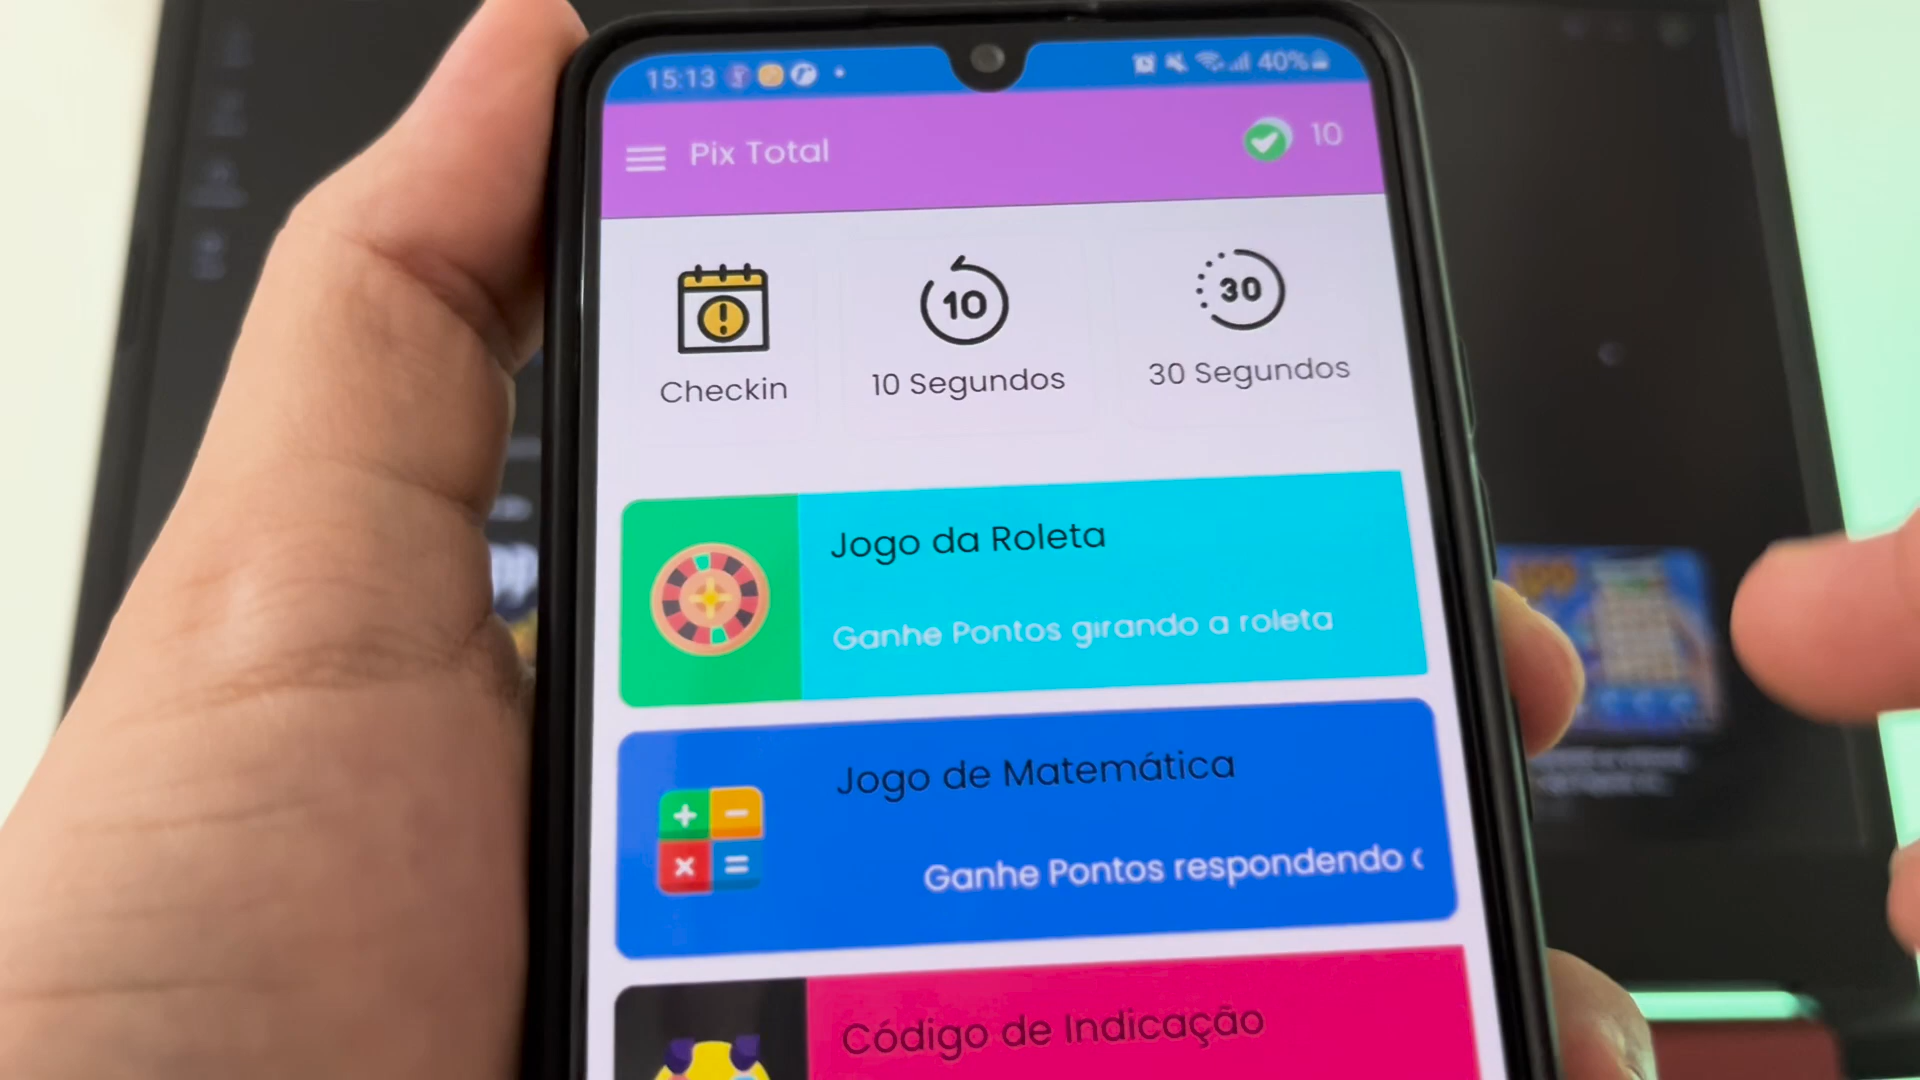 15:13
40%
Pix Total
10
10
30
Checkin
10 Segundos
30 Segundos
Jogo da Roleta
Ganhe Pontos girando a roleta
Jogo de Matemática
Ganhe Pontos respondendo
Código de Indicação